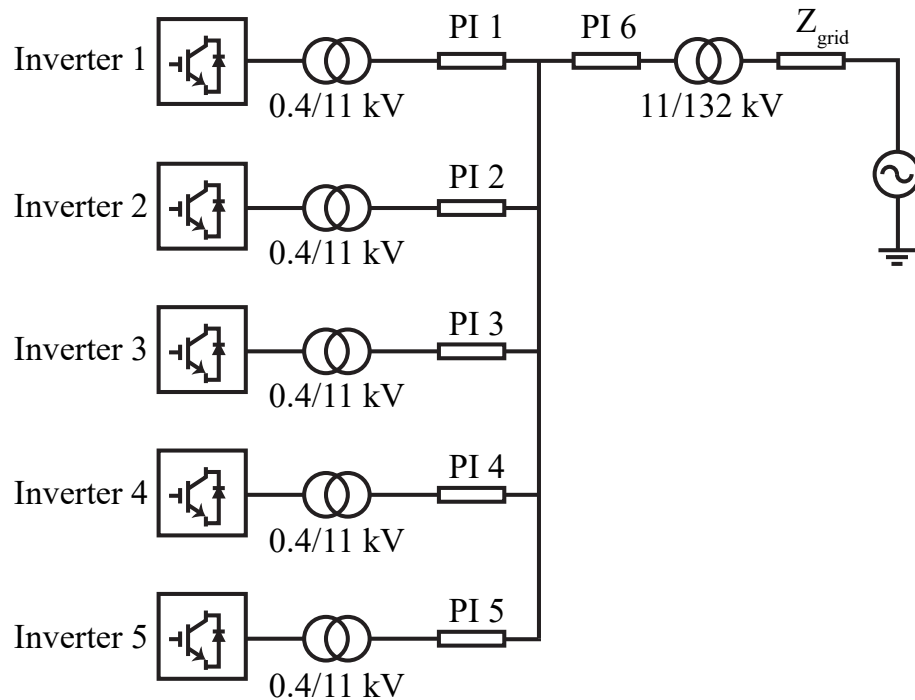 Inverter 1
0.4/11 kV
PI 1
PI 6
11/132 kV
Z_grid
Inverter 2
0.4/11 kV
PI 2
Inverter 3
0.4/11 kV
PI 3
Inverter 4
0.4/11 kV
PI 4
Inverter 5
0.4/11 kV
PI 5